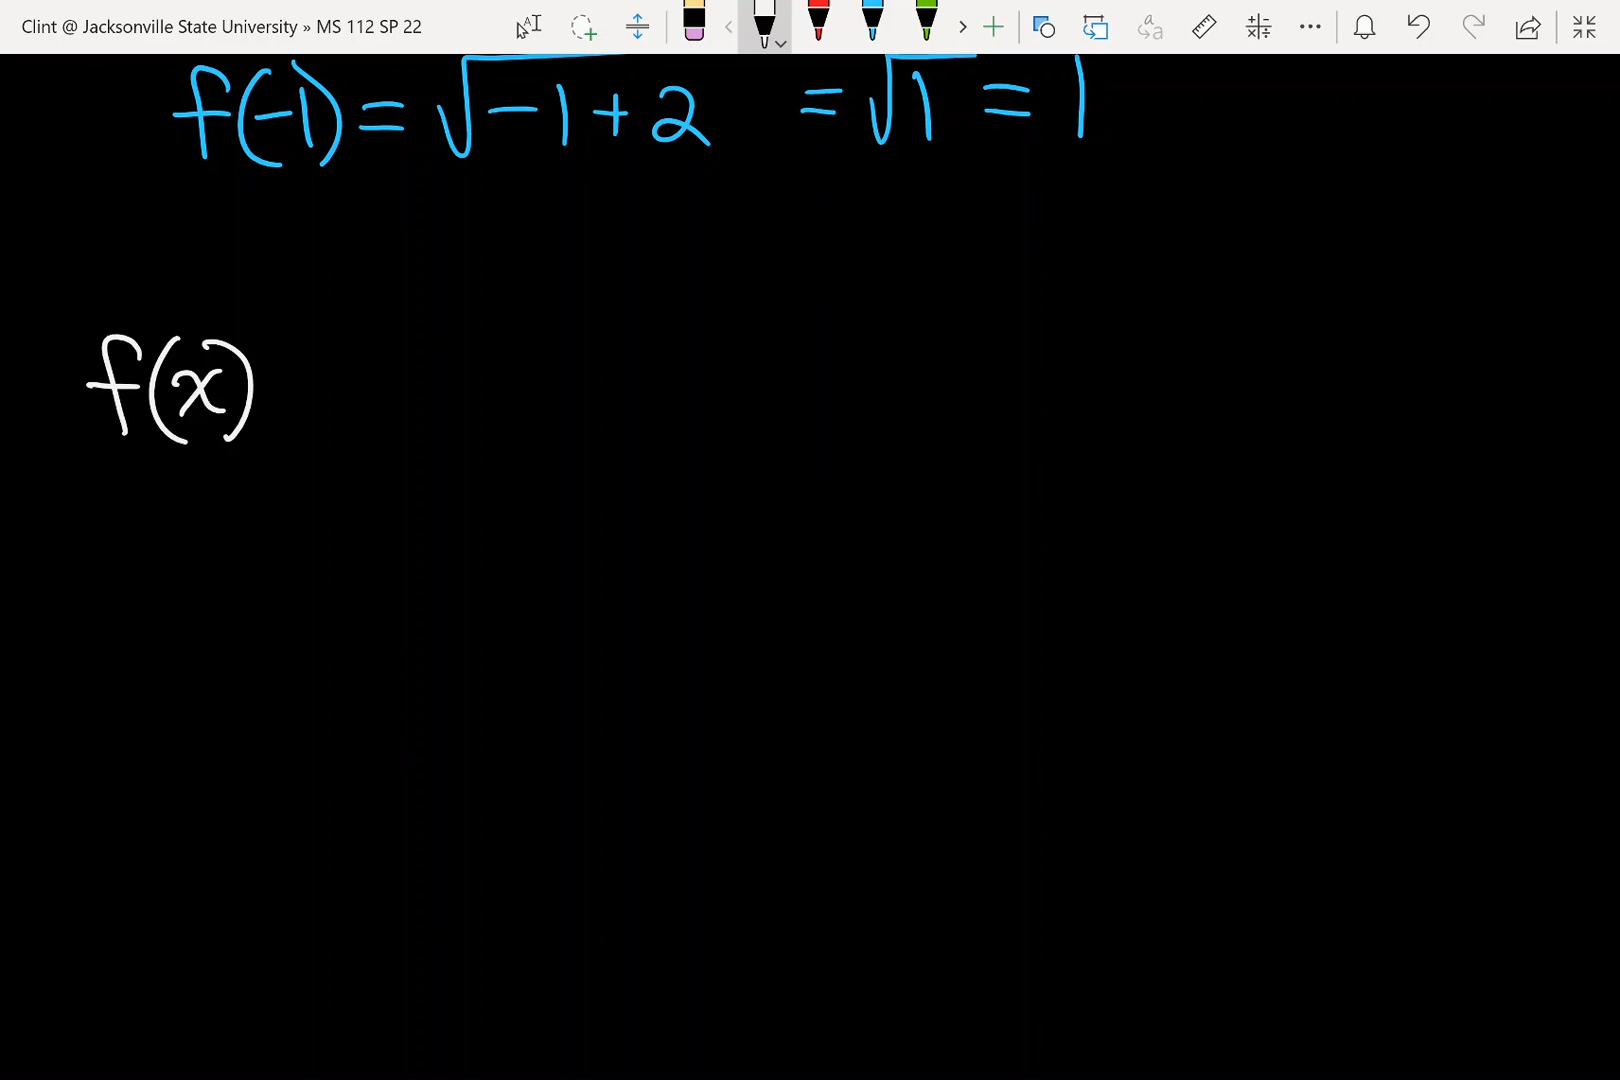 Clint @ Jacksonville State University » MS 112 SP 22
f(-1) = √-1+2 = √1 = 1
f(x)